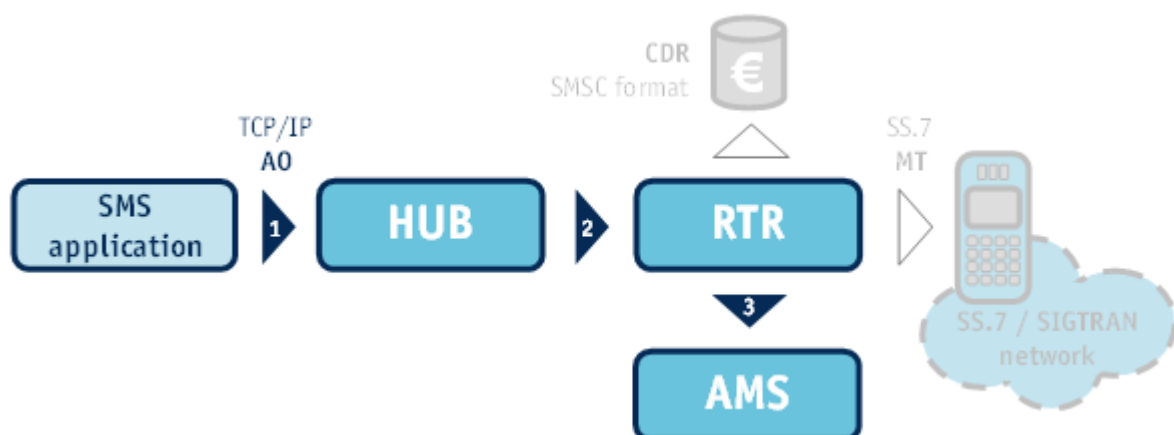 CDR
SMSC format
€
TCP/IP
AO
SS.7
MT
SMS
application
1
HUB
2
RTR
3
SS.7 / SIGTRAN
network
AMS